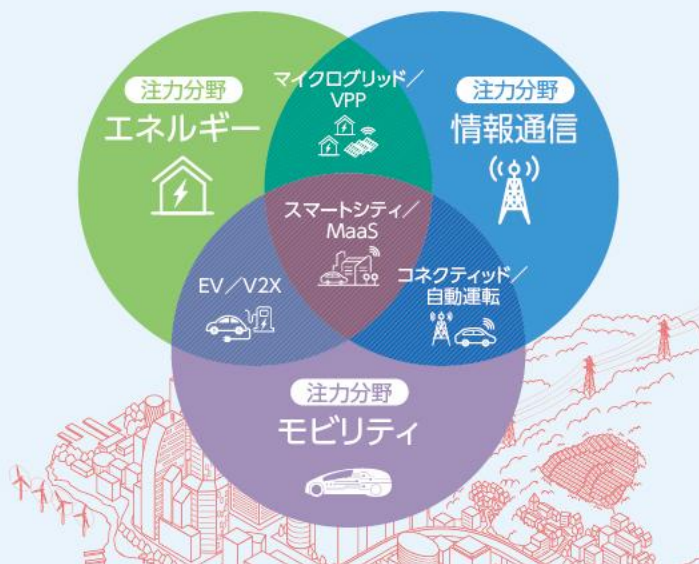 注力分野
エネルギー
マイクログリッド／
VPP
注力分野
情報通信
スマートシティ／
MaaS
EV／V2X
コネクティッド／
自動運転
注力分野
モビリティ